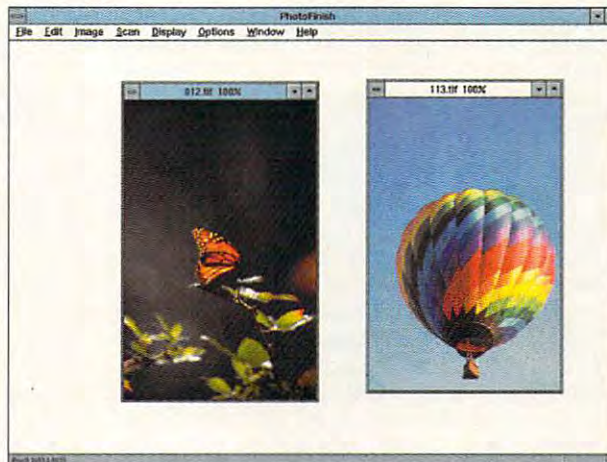 PhotoFinish
File Edit Image Scan Display Options Window Help
012.tif 100%
113.tif 100%